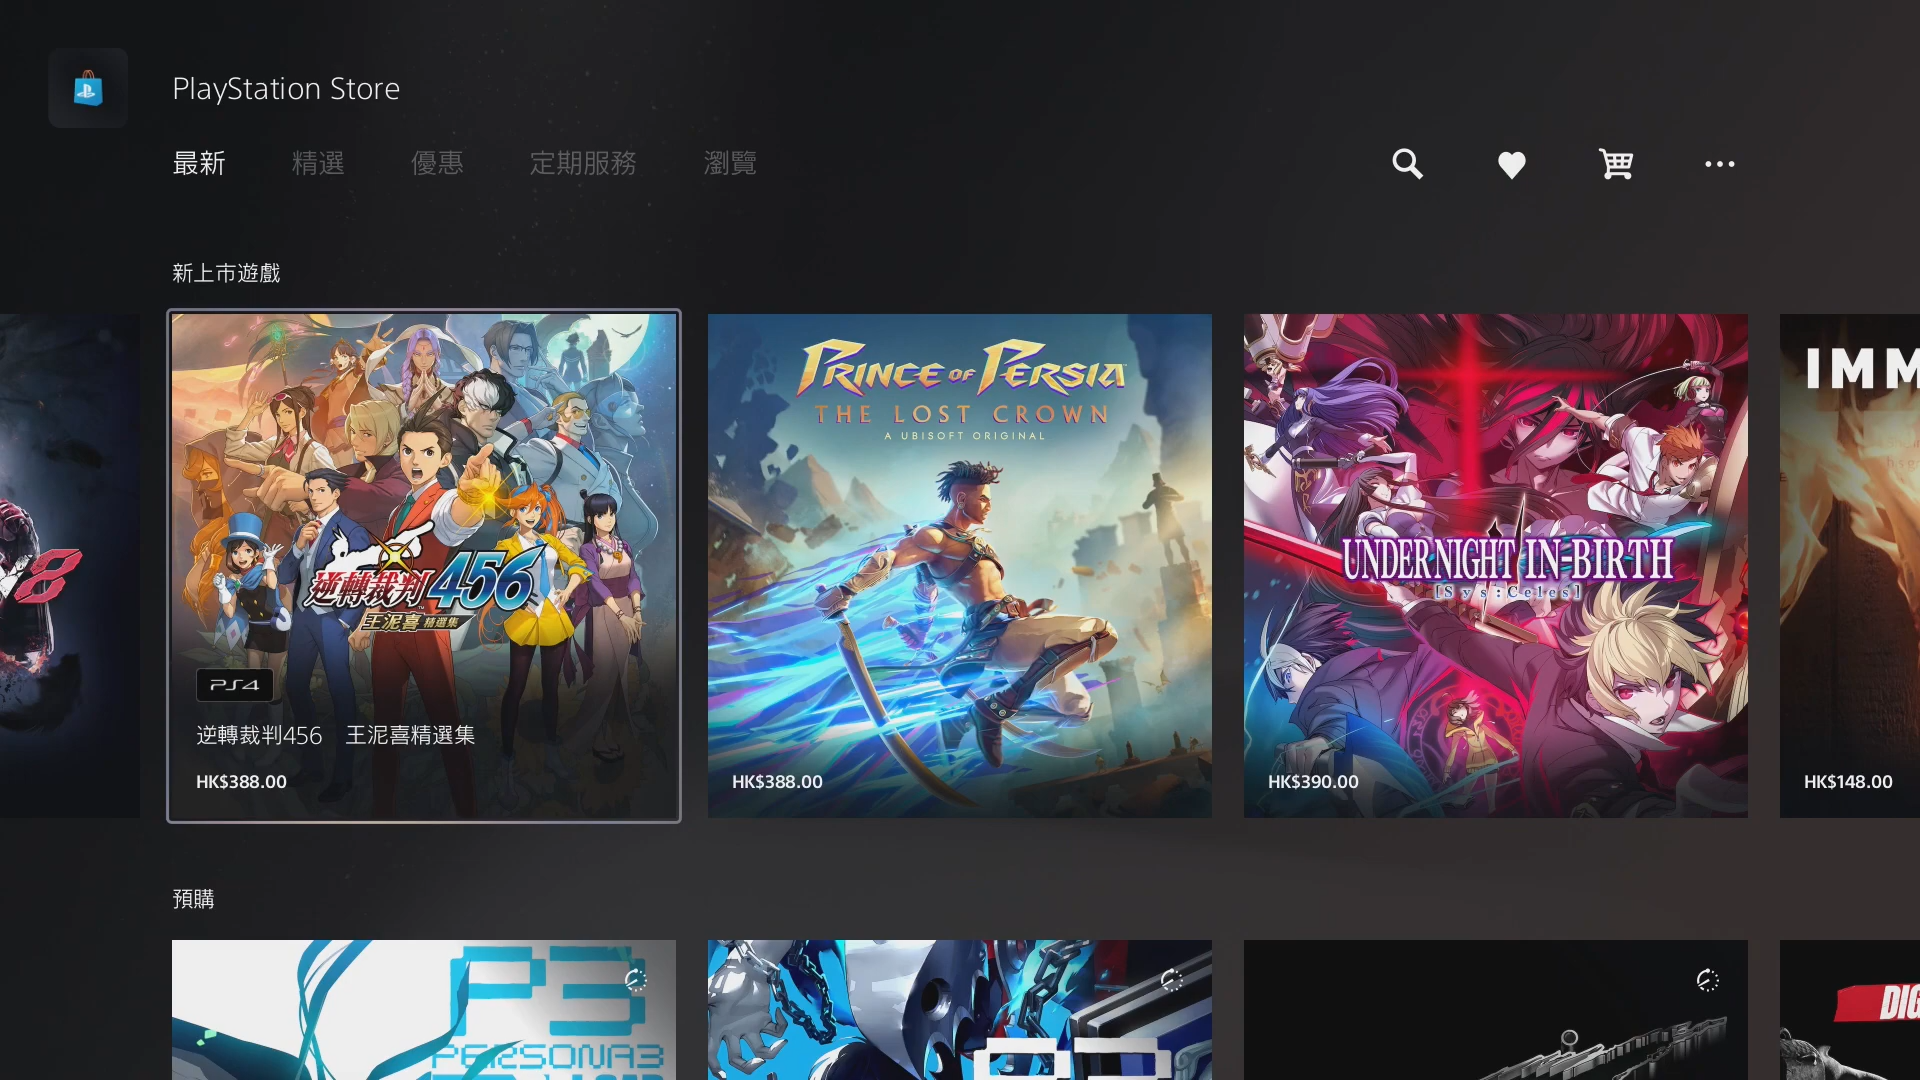 PlayStation Store
最新 精選 優惠 定期服務 瀏覽
新上市遊戲
8
逆轉裁判456
王泥喜精選集
PS4
逆轉裁判456　王泥喜精選集
HK$388.00
PRINCE OF PERSIA
THE LOST CROWN
A UBISOFT ORIGINAL
HK$388.00
UNDER NIGHT IN-BIRTH
[Sys:Celes]
HK$390.00
IMM
HK$148.00
預購
P3
PERSONA3
P3
DIG